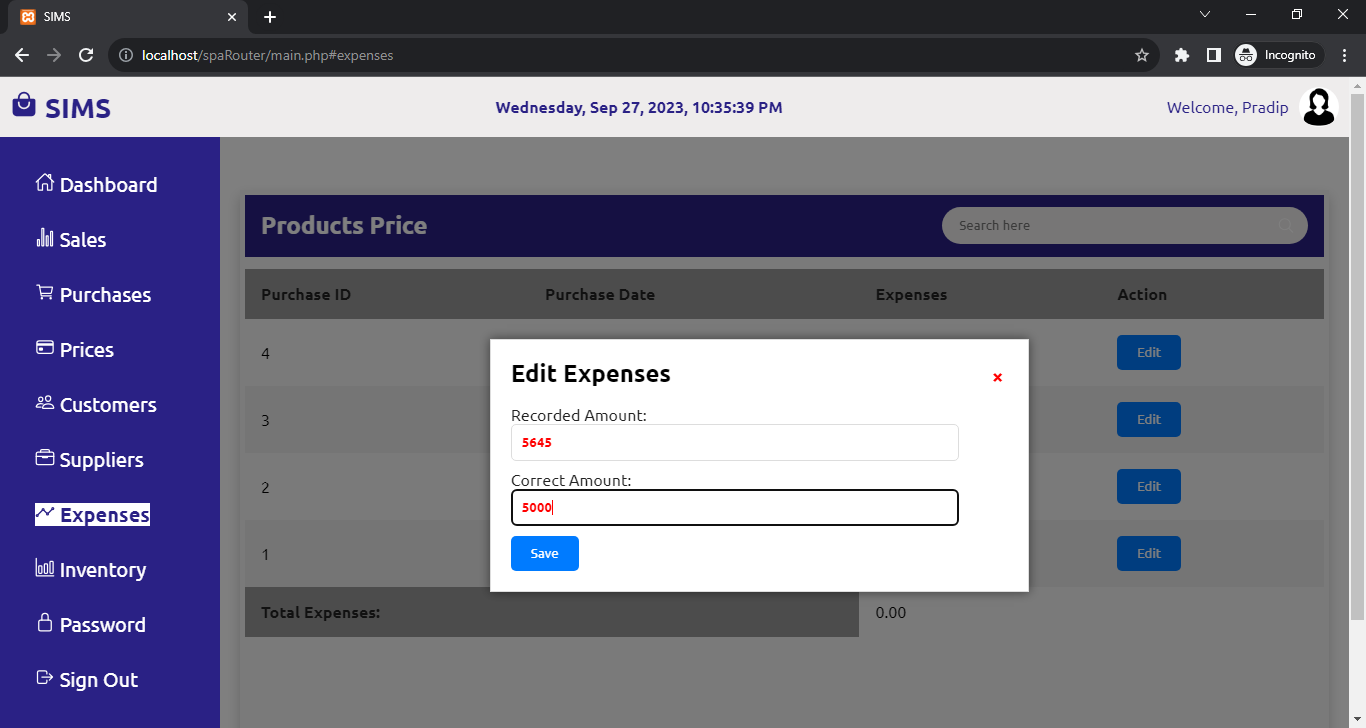 SIMS
localhost/spaRouter/main.php#expenses
Incognito
SIMS
Wednesday, Sep 27, 2023, 10:35:39 PM
Welcome, Pradip
Dashboard
Sales
Purchases
Prices
Customers
Suppliers
Expenses
Inventory
Password
Sign Out
Products Price
Search here
Purchase ID Purchase Date Expenses Action
4 Edit
3 Edit
2 Edit
1 Edit
Total Expenses: 0.00
Edit Expenses
×
Recorded Amount:
5645
Correct Amount:
5000
Save